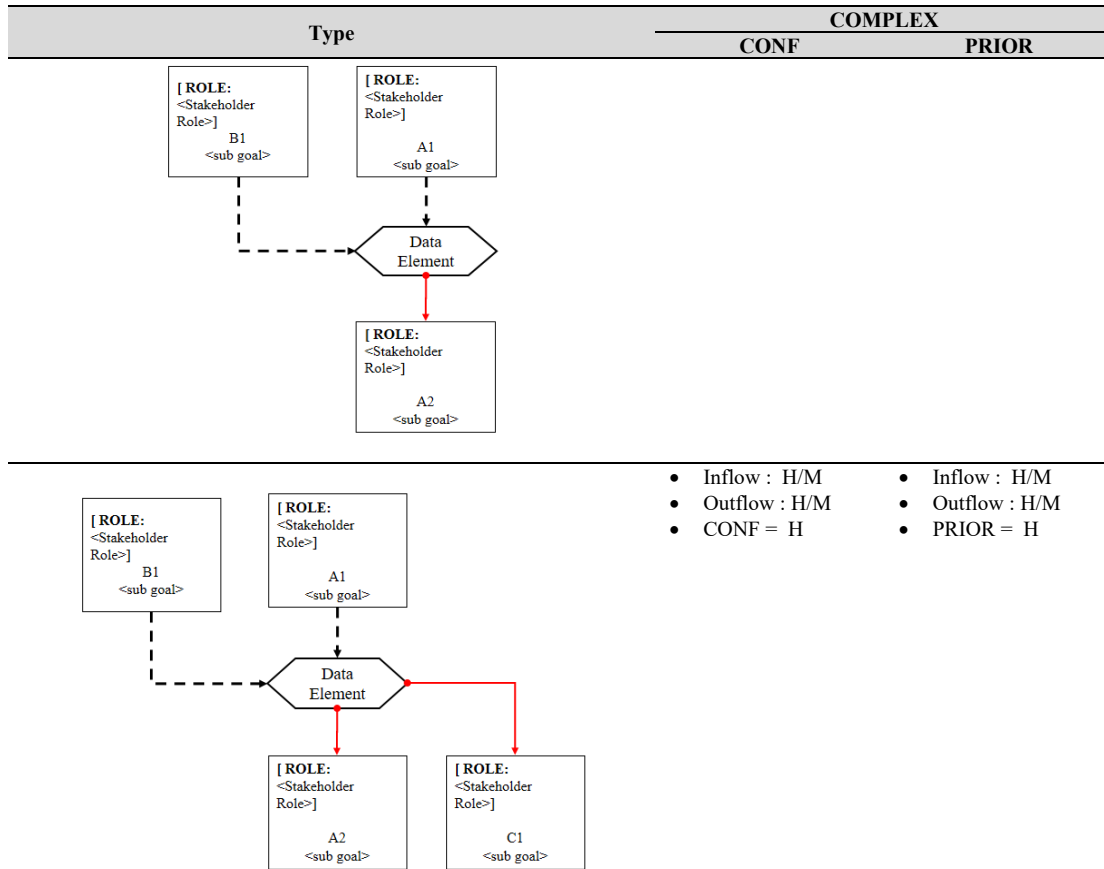 Type
COMPLEX
CONF PRIOR
[ ROLE:
<Stakeholder
Role>]
B1
<sub goal>
[ ROLE:
<Stakeholder
Role>]
A1
<sub goal>
Data
Element
[ ROLE:
<Stakeholder
Role>]
A2
<sub goal>
• Inflow : H/M
• Outflow : H/M
• CONF = H
• Inflow : H/M
• Outflow : H/M
• PRIOR = H
[ ROLE:
<Stakeholder
Role>]
B1
<sub goal>
[ ROLE:
<Stakeholder
Role>]
A1
<sub goal>
Data
Element
[ ROLE:
<Stakeholder
Role>]
A2
<sub goal>
[ ROLE:
<Stakeholder
Role>]
C1
<sub goal>